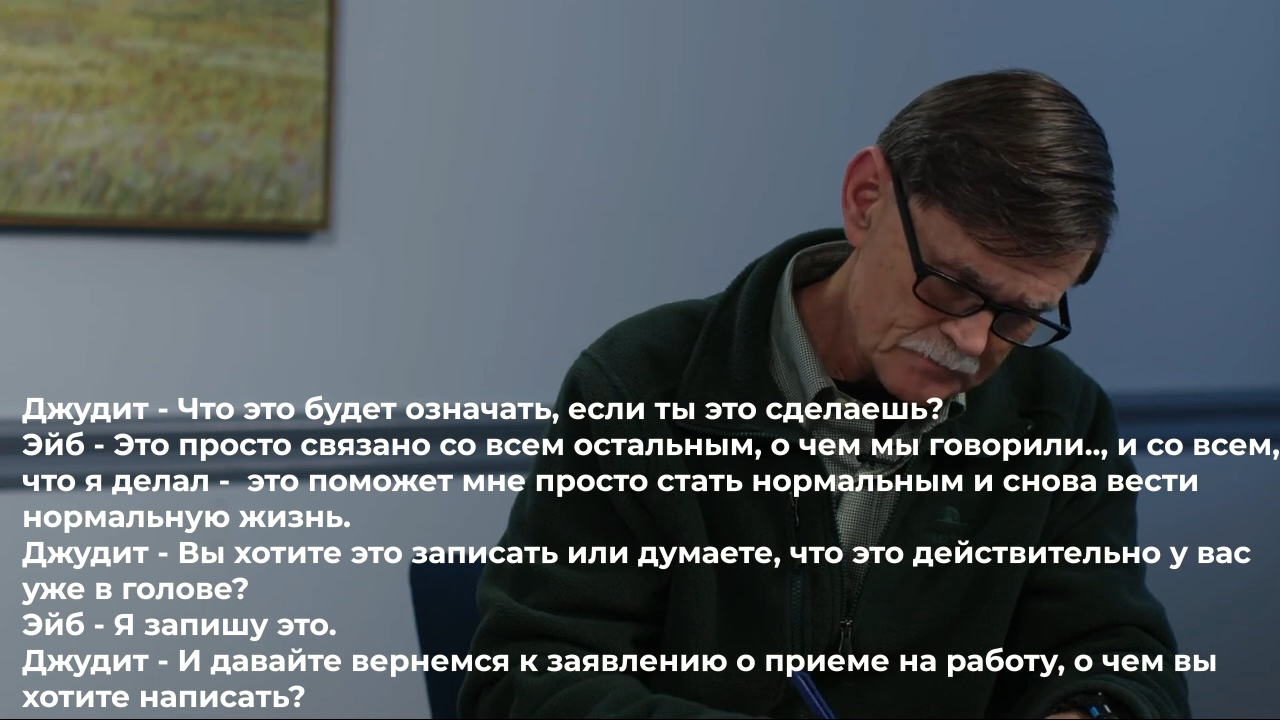 Джудит - Что это будет означать, если ты это сделаешь?
Эйб - Это просто связано со всем остальным, о чем мы говорили.., и со всем,
что я делал -  это поможет мне просто стать нормальным и снова вести
нормальную жизнь.
Джудит - Вы хотите это записать или думаете, что это действительно у вас
уже в голове?
Эйб - Я запишу это.
Джудит - И давайте вернемся к заявлению о приеме на работу, о чем вы
хотите написать?